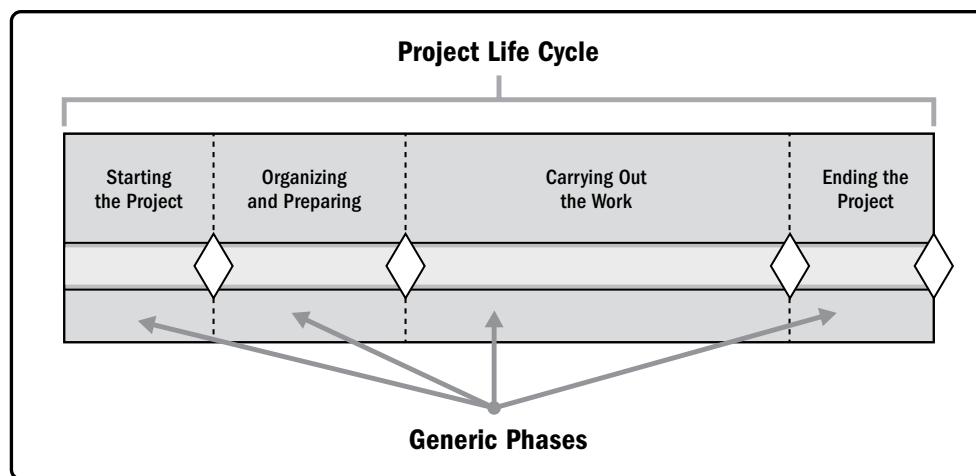 Project Life Cycle
Starting
the Project
Organizing
and Preparing
Carrying Out
the Work
Ending the
Project
Generic Phases